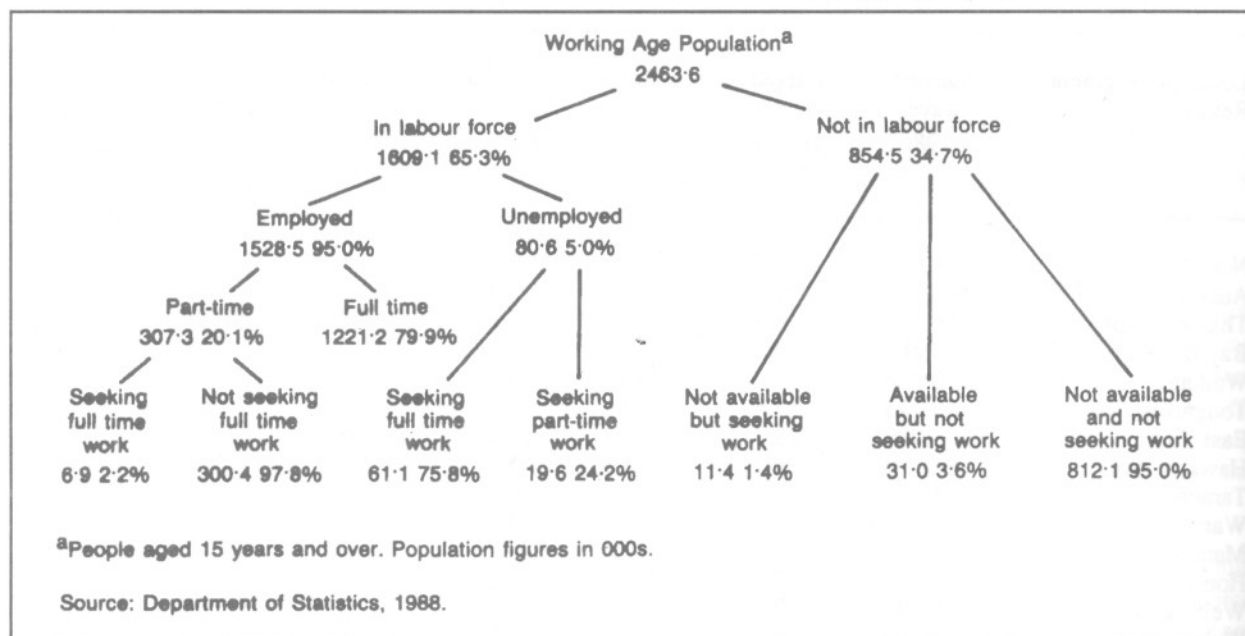 Working Age Populationª
2463·6
In labour force
1609·1 65·3%
Not in labour force
854·5 34·7%
Employed
1528·5 95·0%
Unemployed
80·6 5·0%
Part-time
307·3 20·1%
Full time
1221·2 79·9%
Seeking
full time
work
6·9 2·2%
Not seeking
full time
work
300·4 97·8%
Seeking
full time
work
61·1 75·8%
Seeking
part-time
work
19·6 24·2%
Not available
but seeking
work
11·4 1·4%
Available
but not
seeking work
31·0 3·6%
Not available
and not
seeking work
812·1 95·0%
ªPeople aged 15 years and over. Population figures in 000s.
Source: Department of Statistics, 1988.